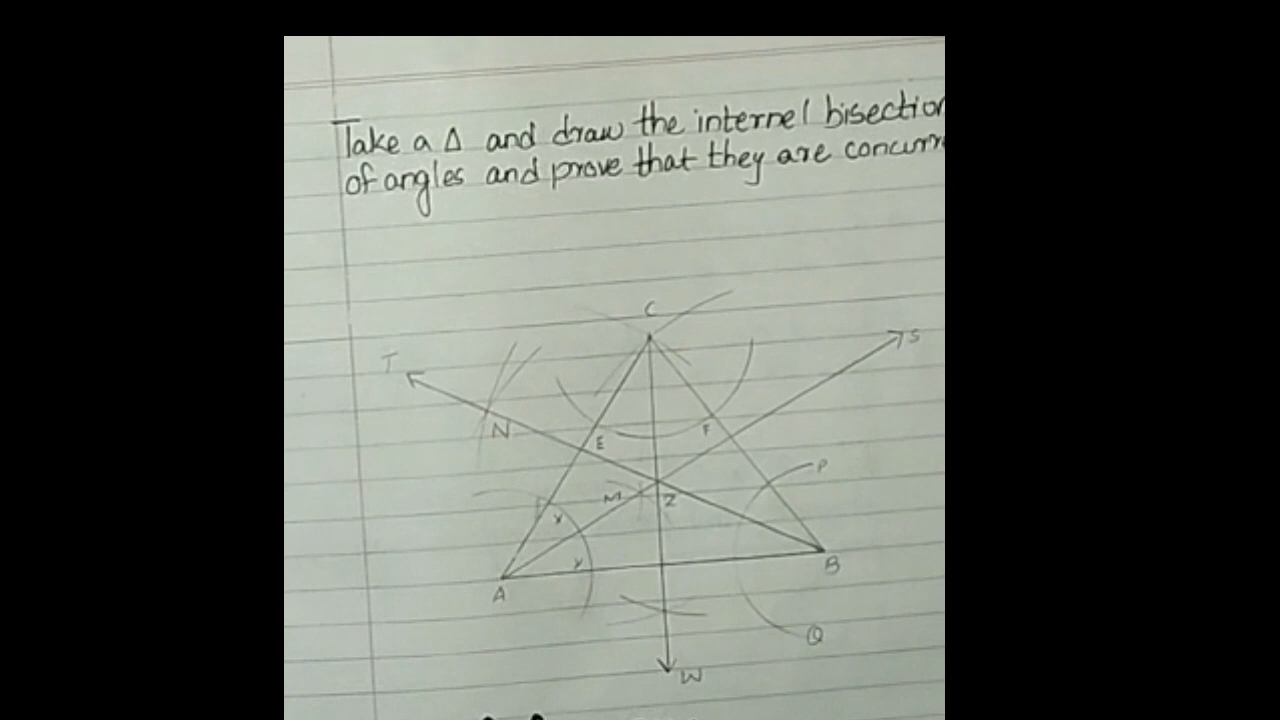 Take a Δ and draw the internel bisection
of angles and prove that they are concurr
C
T
S
N
E
F
P
M
Z
Y
Y
B
A
Q
W